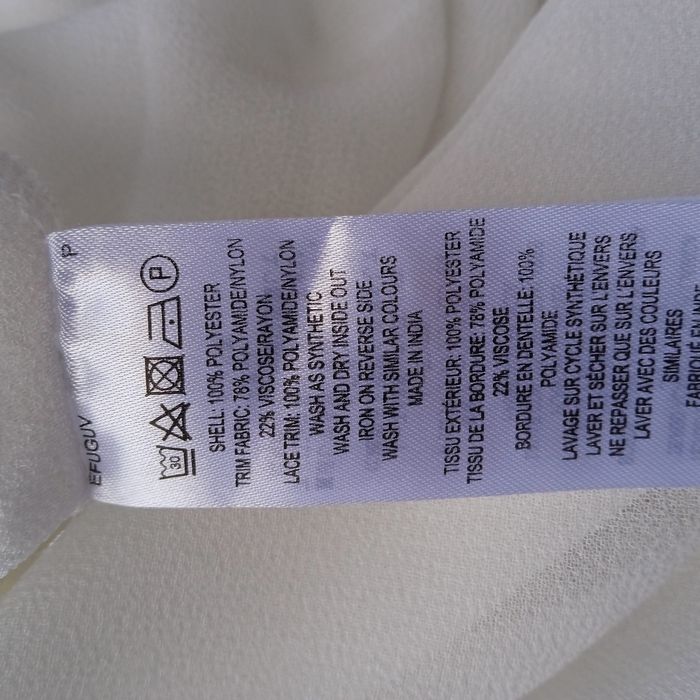 P
EFUGUV
30
P
SHELL: 100% POLYESTER
TRIM FABRIC: 78% POLYAMIDE/NYLON
22% VISCOSE/RAYON
LACE TRIM: 100% POLYAMIDE/NYLON
WASH AS SYNTHETIC
WASH AND DRY INSIDE OUT
IRON ON REVERSE SIDE
WASH WITH SIMILAR COLOURS
MADE IN INDIA
TISSU EXTÉRIEUR: 100% POLYESTER
TISSU DE LA BORDURE: 78% POLYAMIDE
22% VISCOSE
BORDURE EN DENTELLE: 100%
POLYAMIDE
LAVAGE SUR CYCLE SYNTHÉTIQUE
LAVER ET SÉCHER SUR L'ENVERS
NE REPASSER QUE SUR L'ENVERS
LAVER AVEC DES COULEURS
SIMILAIRES